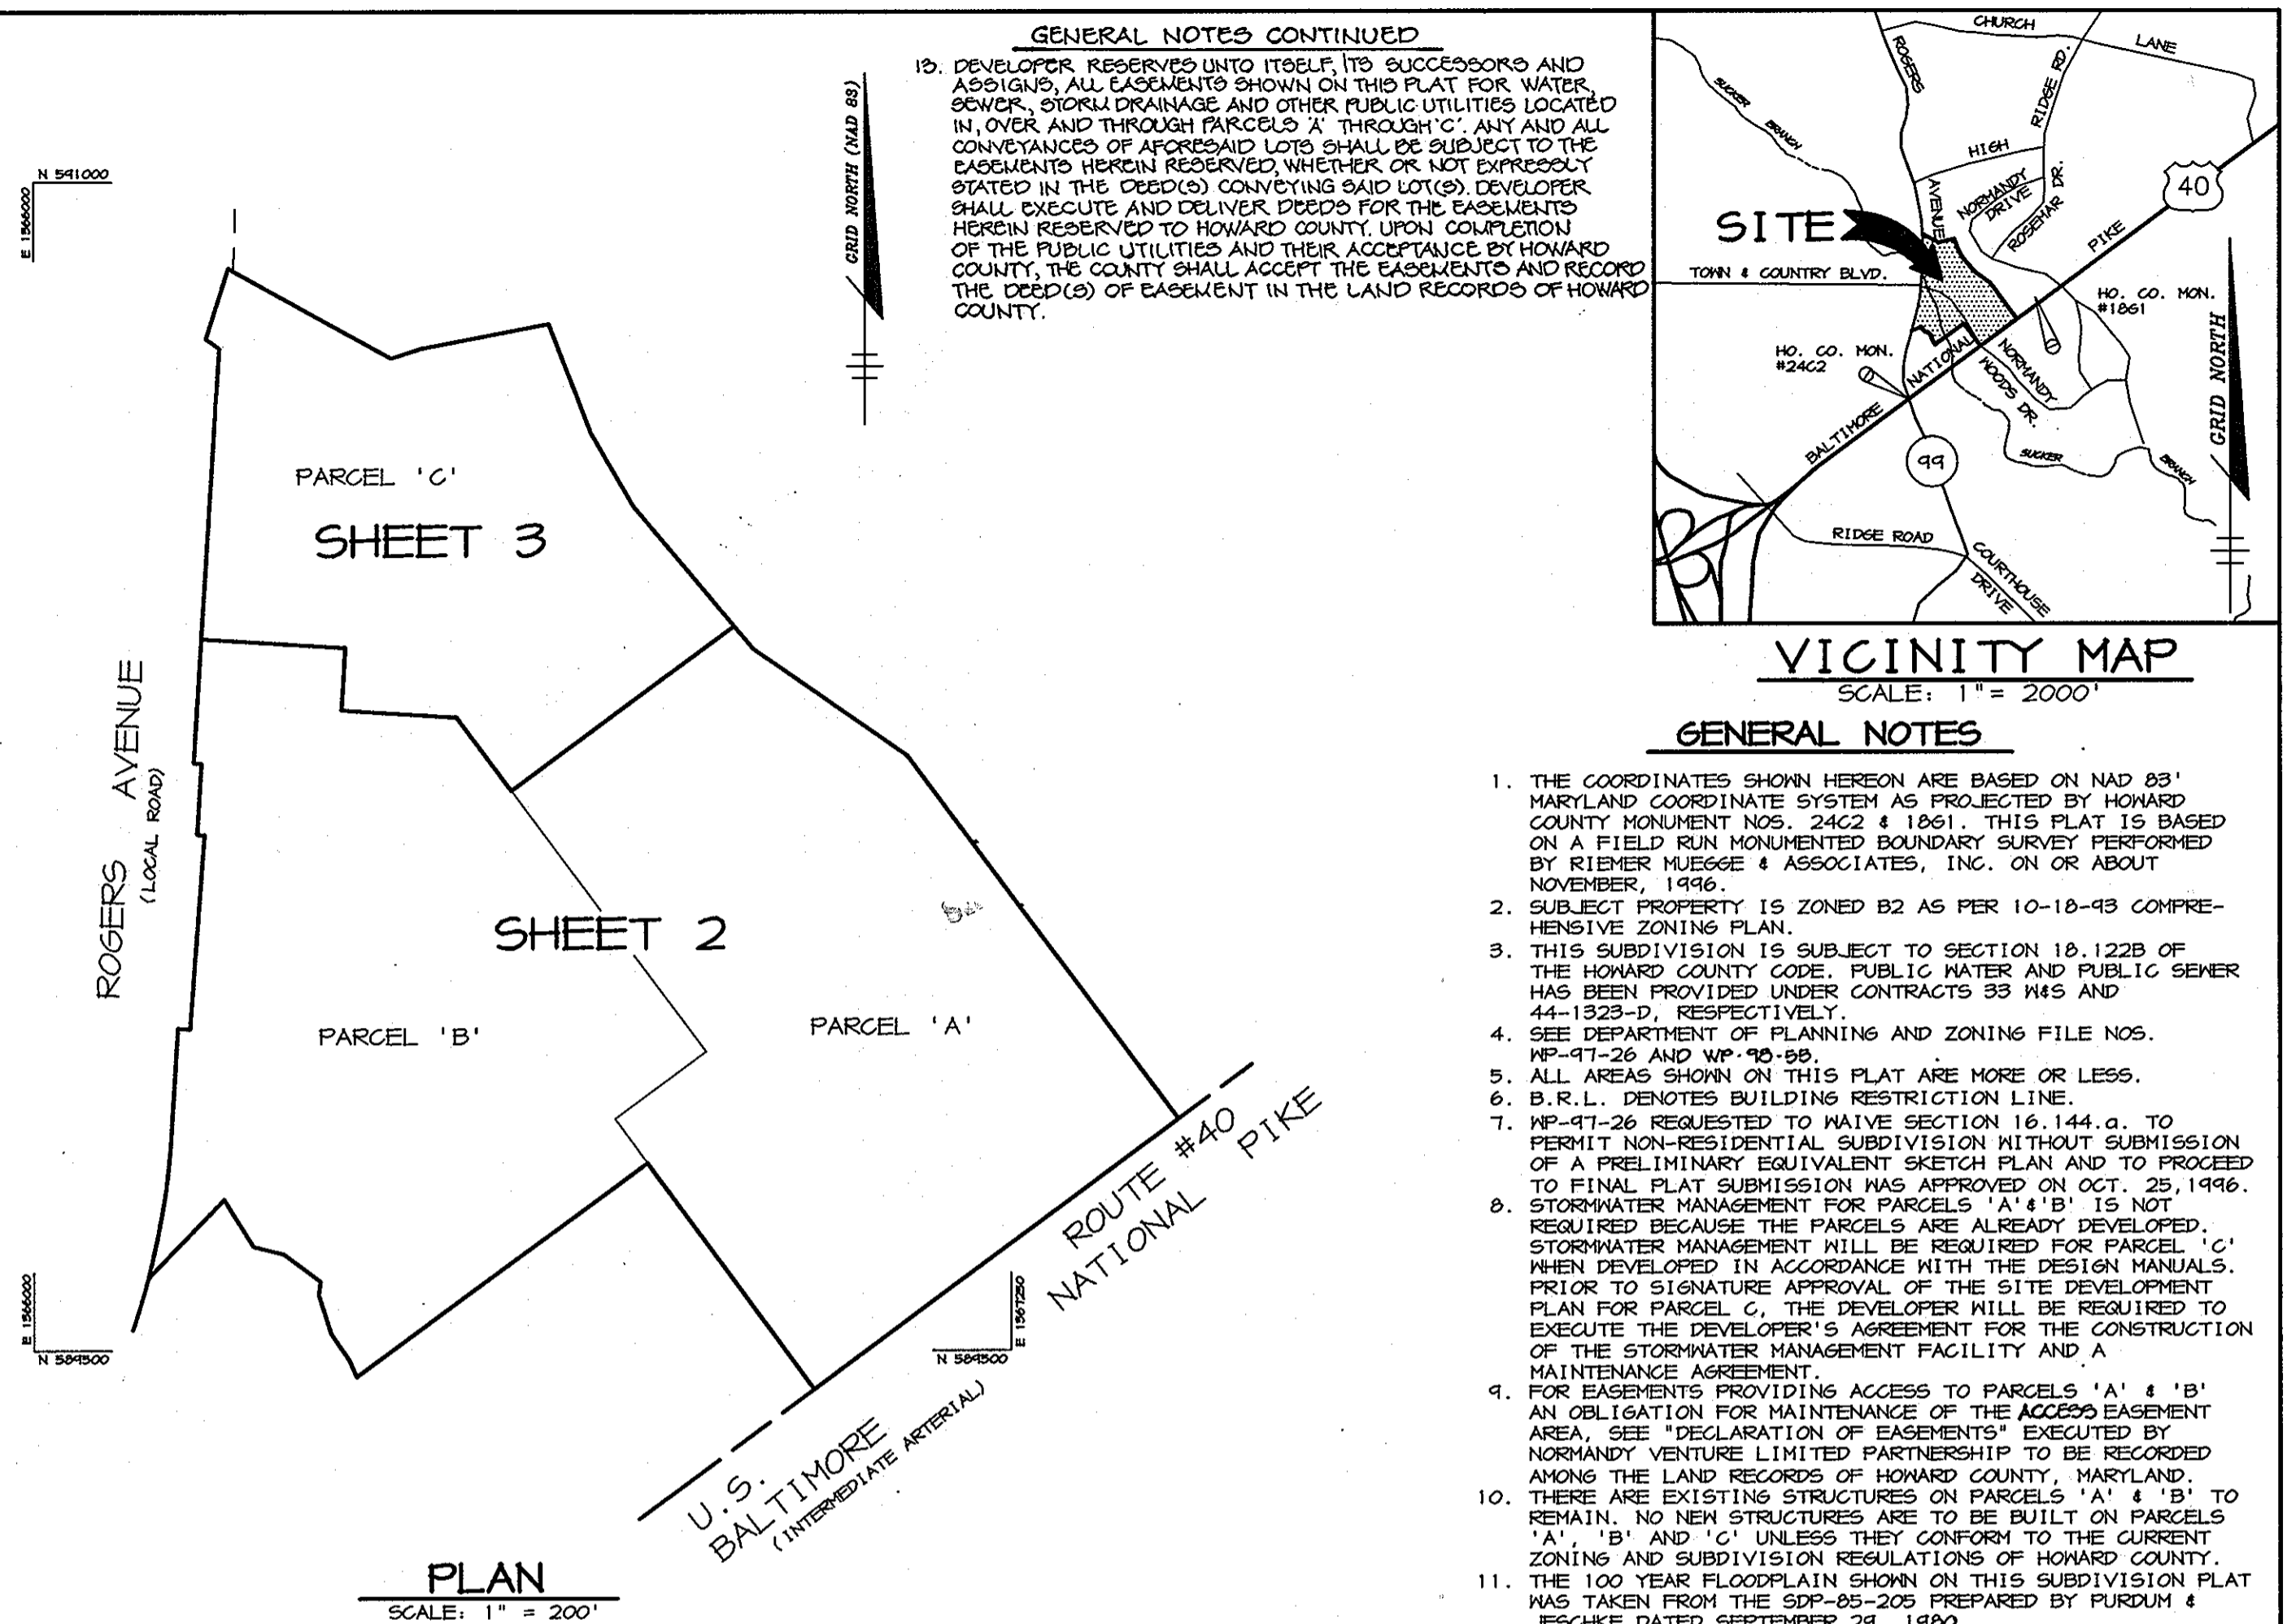 GENERAL NOTES CONTINUED
13. DEVELOPER RESERVES UNTO ITSELF, ITS SUCCESSORS AND
ASSIGNS, ALL EASEMENTS SHOWN ON THIS PLAT FOR WATER,
SEWER, STORM DRAINAGE AND OTHER PUBLIC UTILITIES LOCATED
IN, OVER AND THROUGH PARCELS 'A' THROUGH 'C'. ANY AND ALL
CONVEYANCES OF AFORESAID LOTS SHALL BE SUBJECT TO THE
EASEMENTS HEREIN RESERVED, WHETHER OR NOT EXPRESSLY
STATED IN THE DEED(S) CONVEYING SAID LOT(S). DEVELOPER
SHALL EXECUTE AND DELIVER DEEDS FOR THE EASEMENTS
HEREIN RESERVED TO HOWARD COUNTY. UPON COMPLETION
OF THE PUBLIC UTILITIES AND THEIR ACCEPTANCE BY HOWARD
COUNTY, THE COUNTY SHALL ACCEPT THE EASEMENTS AND RECORD
THE DEED(S) OF EASEMENT IN THE LAND RECORDS OF HOWARD
COUNTY.
GRID NORTH (NAD 83)
N 591000
E 1366000
PARCEL 'C'
SHEET 3
ROGERS AVENUE
(LOCAL ROAD)
SHEET 2
PARCEL 'B'
PARCEL 'A'
E 1366000
N 589500
E 1367250
N 589500
U.S. ROUTE #40
BALTIMORE NATIONAL PIKE
(INTERMEDIATE ARTERIAL)
PLAN
SCALE: 1" = 200'
CHURCH LANE
ROGERS AVENUE
RIDGE RD.
SUCKER BRANCH
HIGH
NORMANDY DRIVE
ROSEMAR DR.
40
SITE
TOWN & COUNTRY BLVD.
HO. CO. MON.
#18G1
HO. CO. MON.
#24C2
BALTIMORE NATIONAL PIKE
NORMANDY WOODS DR.
99
SUCKER BRANCH
RIDGE ROAD
COURTHOUSE DRIVE
GRID NORTH
VICINITY MAP
SCALE: 1"= 2000'
GENERAL NOTES
1. THE COORDINATES SHOWN HEREON ARE BASED ON NAD 83'
MARYLAND COORDINATE SYSTEM AS PROJECTED BY HOWARD
COUNTY MONUMENT NOS. 24C2 & 18G1. THIS PLAT IS BASED
ON A FIELD RUN MONUMENTED BOUNDARY SURVEY PERFORMED
BY RIEMER MUEGGE & ASSOCIATES, INC. ON OR ABOUT
NOVEMBER, 1996.
2. SUBJECT PROPERTY IS ZONED B2 AS PER 10-18-93 COMPRE-
HENSIVE ZONING PLAN.
3. THIS SUBDIVISION IS SUBJECT TO SECTION 18.122B OF
THE HOWARD COUNTY CODE. PUBLIC WATER AND PUBLIC SEWER
HAS BEEN PROVIDED UNDER CONTRACTS 33 W&S AND
44-1323-D, RESPECTIVELY.
4. SEE DEPARTMENT OF PLANNING AND ZONING FILE NOS.
WP-97-26 AND WP-98-55.
5. ALL AREAS SHOWN ON THIS PLAT ARE MORE OR LESS.
6. B.R.L. DENOTES BUILDING RESTRICTION LINE.
7. WP-97-26 REQUESTED TO WAIVE SECTION 16.144.a. TO
PERMIT NON-RESIDENTIAL SUBDIVISION WITHOUT SUBMISSION
OF A PRELIMINARY EQUIVALENT SKETCH PLAN AND TO PROCEED
TO FINAL PLAT SUBMISSION WAS APPROVED ON OCT. 25,1996.
8. STORMWATER MANAGEMENT FOR PARCELS 'A'&'B' IS NOT
REQUIRED BECAUSE THE PARCELS ARE ALREADY DEVELOPED.
STORMWATER MANAGEMENT WILL BE REQUIRED FOR PARCEL 'C'
WHEN DEVELOPED IN ACCORDANCE WITH THE DESIGN MANUALS.
PRIOR TO SIGNATURE APPROVAL OF THE SITE DEVELOPMENT
PLAN FOR PARCEL C, THE DEVELOPER WILL BE REQUIRED TO
EXECUTE THE DEVELOPER'S AGREEMENT FOR THE CONSTRUCTION
OF THE STORMWATER MANAGEMENT FACILITY AND A
MAINTENANCE AGREEMENT.
9. FOR EASEMENTS PROVIDING ACCESS TO PARCELS 'A' & 'B'
AN OBLIGATION FOR MAINTENANCE OF THE ACCESS EASEMENT
AREA, SEE "DECLARATION OF EASEMENTS" EXECUTED BY
NORMANDY VENTURE LIMITED PARTNERSHIP TO BE RECORDED
AMONG THE LAND RECORDS OF HOWARD COUNTY, MARYLAND.
10. THERE ARE EXISTING STRUCTURES ON PARCELS 'A' & 'B' TO
REMAIN. NO NEW STRUCTURES ARE TO BE BUILT ON PARCELS
'A', 'B' AND 'C' UNLESS THEY CONFORM TO THE CURRENT
ZONING AND SUBDIVISION REGULATIONS OF HOWARD COUNTY.
11. THE 100 YEAR FLOODPLAIN SHOWN ON THIS SUBDIVISION PLAT
WAS TAKEN FROM THE SDP-85-205 PREPARED BY PURDUM &
JESCHKE DATED SEPTEMBER 29, 1980